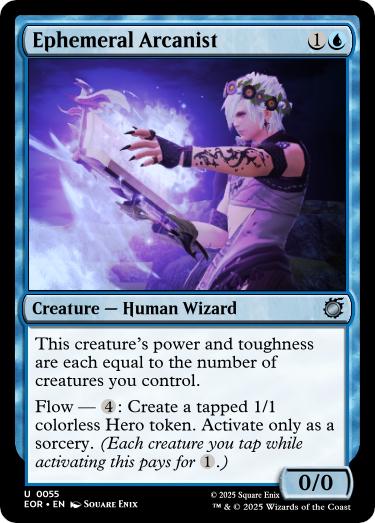 Ephemeral Arcanist 1
Creature — Human Wizard
This creature's power and toughness
are each equal to the number of
creatures you control.
Flow — 4: Create a tapped 1/1
colorless Hero token. Activate only as a
sorcery. (Each creature you tap while
activating this pays for 1.)
0/0
U 0055
EOR • EN SQUARE ENIX
© 2025 Square Enix
™ & © 2025 Wizards of the Coast